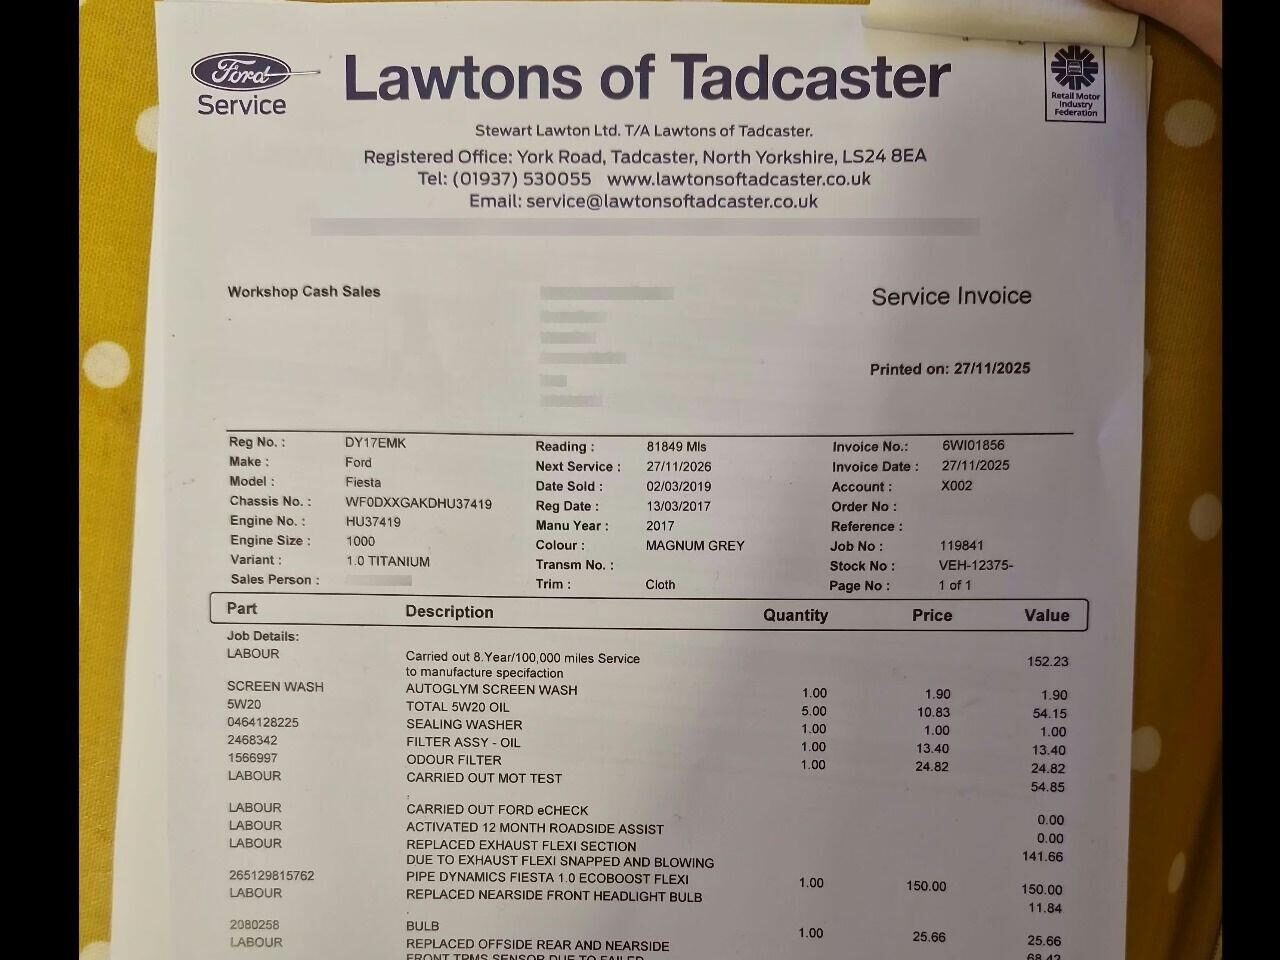 Ford
Service
Lawtons of Tadcaster
Retail Motor
Industry
Federation
Stewart Lawton Ltd. T/A Lawtons of Tadcaster.
Registered Office: York Road, Tadcaster, North Yorkshire, LS24 8EA
Tel: (01937) 530055 www.lawtonsoftadcaster.co.uk
Email: service@lawtonsoftadcaster.co.uk
Workshop Cash Sales
Service Invoice
Printed on: 27/11/2025
Reg No. : DY17EMK Reading : 81849 Mls Invoice No.: 6WI01856
Make : Ford Next Service : 27/11/2026 Invoice Date : 27/11/2025
Model : Fiesta Date Sold : 02/03/2019 Account : X002
Chassis No. : WF0DXXGAKDHU37419 Reg Date : 13/03/2017 Order No :
Engine No. : HU37419 Manu Year : 2017 Reference :
Engine Size : 1000 Colour : MAGNUM GREY Job No : 119841
Variant : 1.0 TITANIUM Transm No. : Stock No : VEH-12375-
Sales Person : Trim : Cloth Page No : 1 of 1
Part Description Quantity Price Value
Job Details:
LABOUR Carried out 8.Year/100,000 miles Service 152.23
to manufacture specifaction
SCREEN WASH AUTOGLYM SCREEN WASH 1.00 1.90 1.90
5W20 TOTAL 5W20 OIL 5.00 10.83 54.15
0464128225 SEALING WASHER 1.00 1.00 1.00
2468342 FILTER ASSY - OIL 1.00 13.40 13.40
1566997 ODOUR FILTER 1.00 24.82 24.82
LABOUR CARRIED OUT MOT TEST 54.85
LABOUR CARRIED OUT FORD eCHECK 0.00
LABOUR ACTIVATED 12 MONTH ROADSIDE ASSIST 0.00
LABOUR REPLACED EXHAUST FLEXI SECTION 141.66
DUE TO EXHAUST FLEXI SNAPPED AND BLOWING
265129815762 PIPE DYNAMICS FIESTA 1.0 ECOBOOST FLEXI 1.00 150.00 150.00
LABOUR REPLACED NEARSIDE FRONT HEADLIGHT BULB 11.84
2080258 BULB 1.00 25.66 25.66
LABOUR REPLACED OFFSIDE REAR AND NEARSIDE 68.42
FRONT TPMS SENSOR DUE TO FAILED